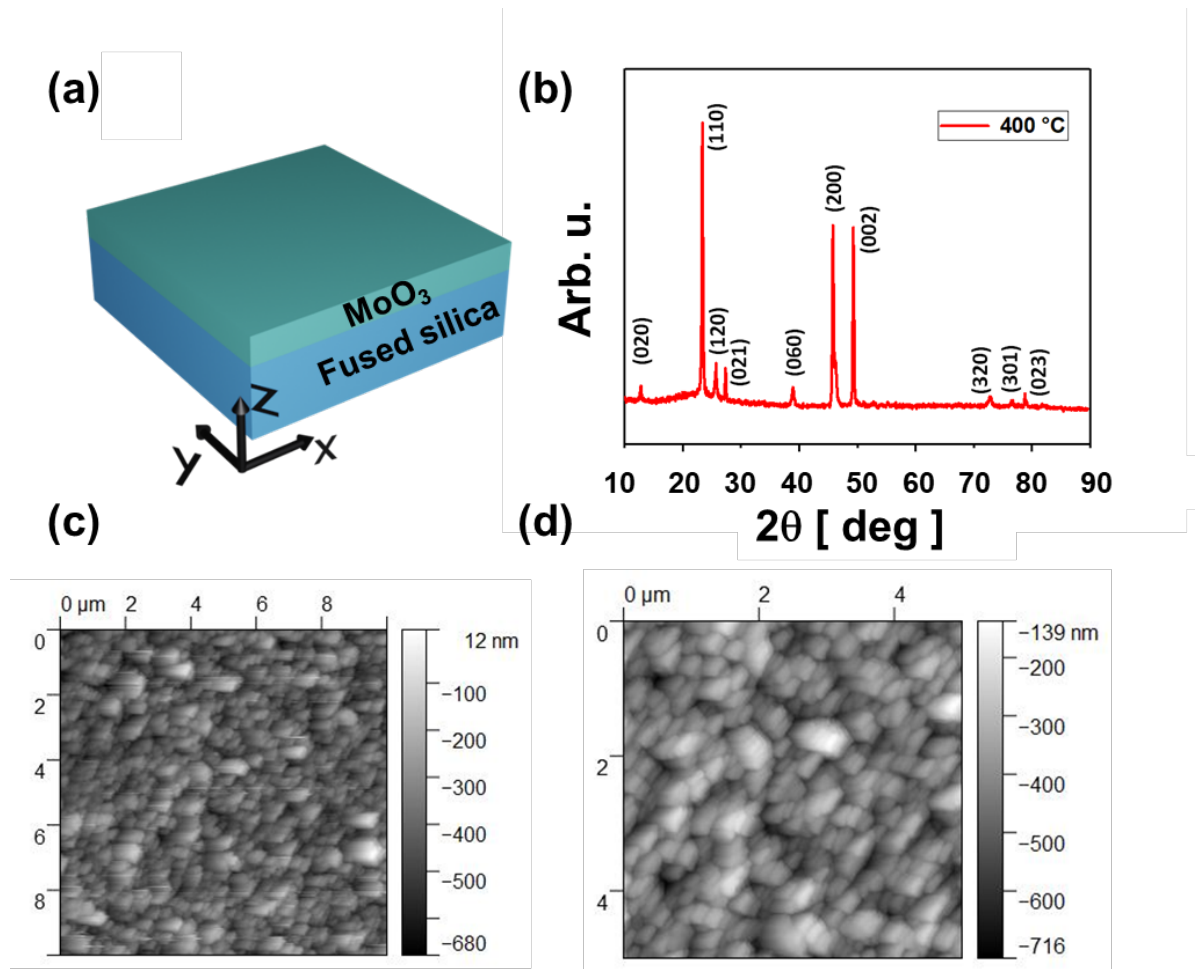 (a)
MoO3
Fused silica
Z
y
x
(b)
400 °C
Arb. u.
(020)
(110)
(120)
(021)
(060)
(200)
(002)
(320)
(301)
(023)
10 20 30 40 50 60 70 80 90
2θ [ deg ]
(c)
0 µm 2 4 6 8
0
2
4
6
8
12 nm
−100
−200
−300
−400
−500
−680
(d)
0 µm 2 4
0
2
4
−139 nm
−200
−300
−400
−500
−600
−716